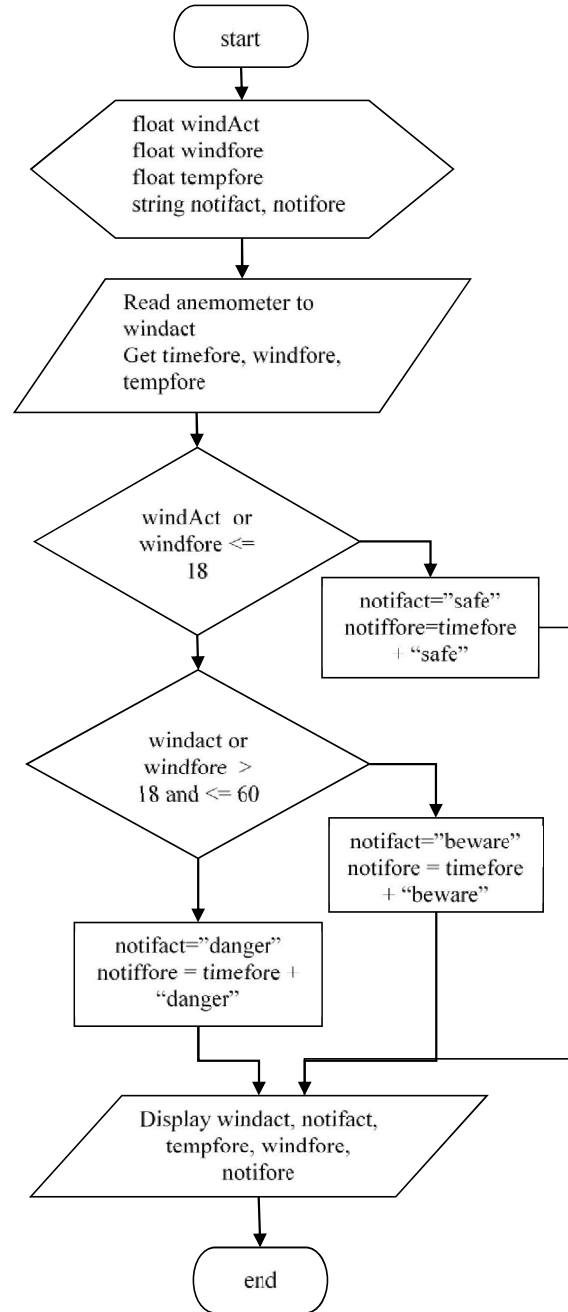 start
float windAct
float windfore
float tempfore
string notifact, notifore
Read anemometer to
windact
Get timefore, windfore,
tempfore
windAct or
windfore <=
18
notifact=”safe”
notiffore=timefore
+ “safe”
windact or
windfore >
18 and <= 60
notifact=”beware”
notifore = timefore
+ “beware”
notifact=”danger”
notiffore = timefore +
“danger”
Display windact, notifact,
tempfore, windfore,
notifore
end